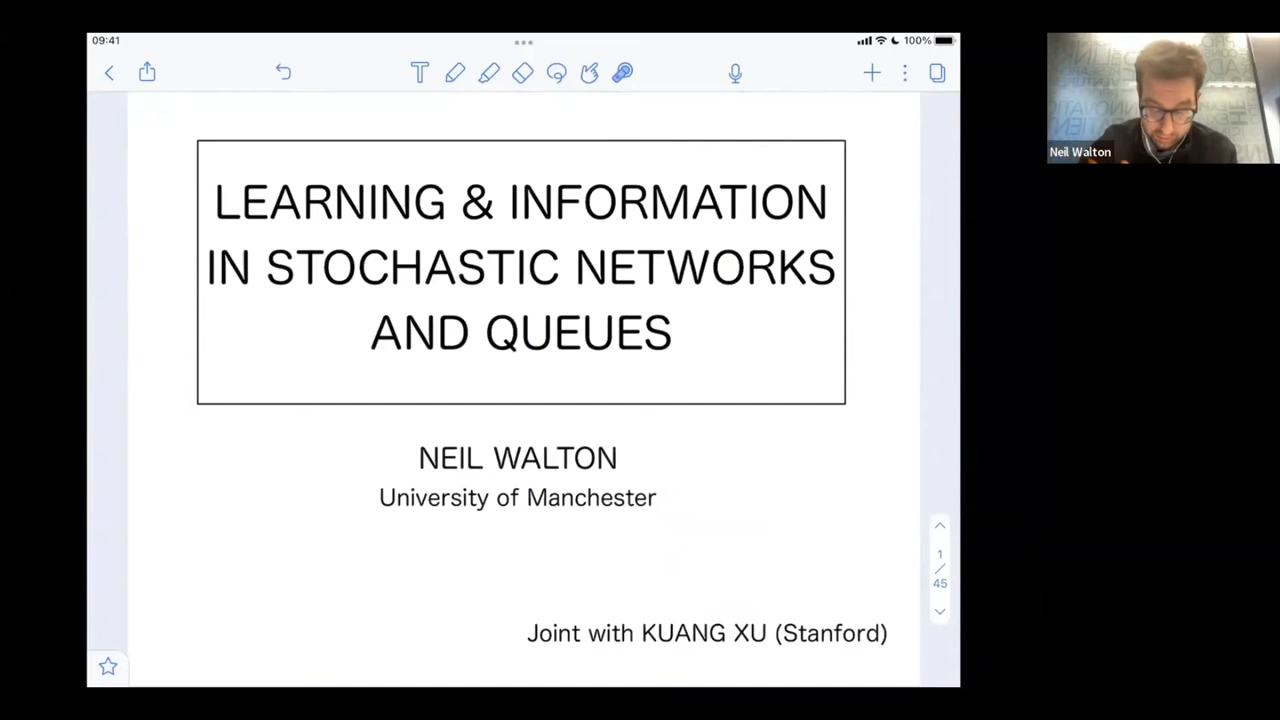 09:41
100%
LEARNING & INFORMATION
IN STOCHASTIC NETWORKS
AND QUEUES
NEIL WALTON
University of Manchester
Joint with KUANG XU (Stanford)
1
/
45
Neil Walton